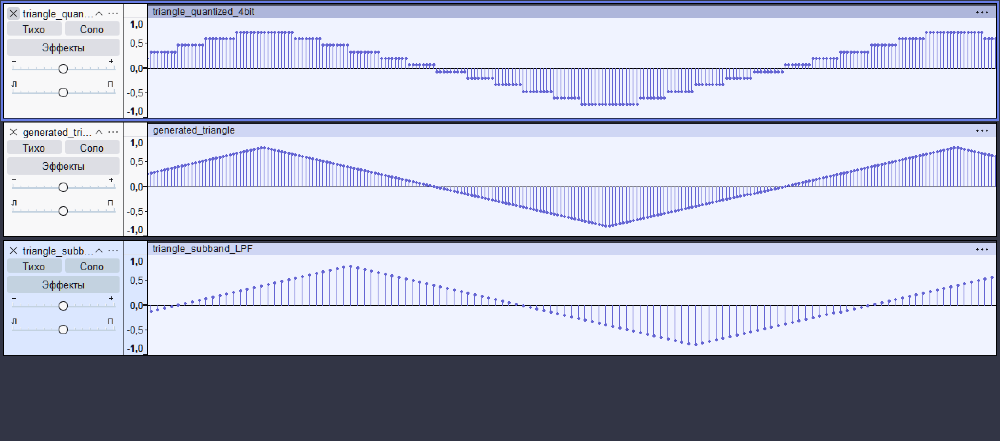 triangle_quan...
Тихо Соло
Эффекты
- +
Л П
triangle_quantized_4bit
1,0
0,5
0,0
-0,5
-1,0
generated_tri...
Тихо Соло
Эффекты
- +
Л П
generated_triangle
1,0
0,5
0,0
-0,5
-1,0
triangle_subb...
Тихо Соло
Эффекты
- +
Л П
triangle_subband_LPF
1,0
0,5
0,0
-0,5
-1,0